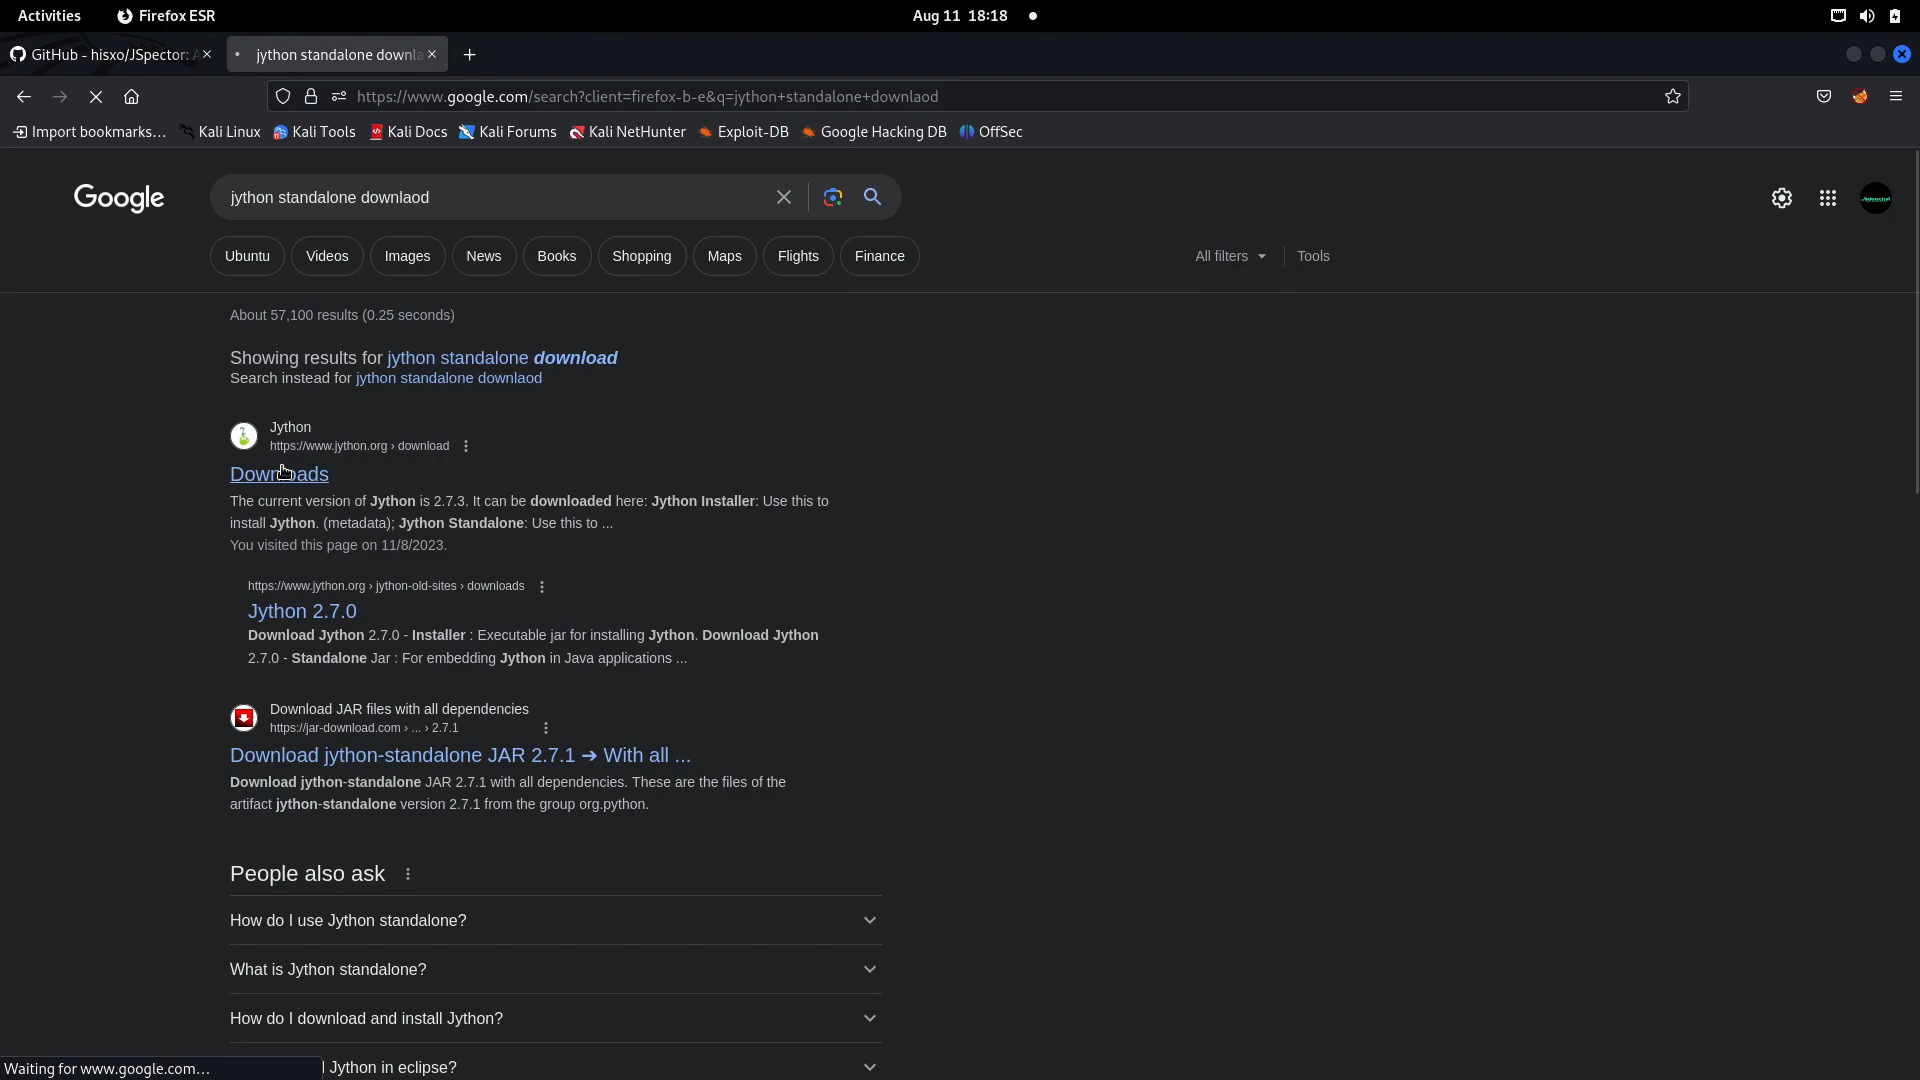 Activities
Firefox ESR
Aug 11 18:18
GitHub - hisxo/JSpector: A
jython standalone downla
https://www.google.com/search?client=firefox-b-e&q=jython+standalone+downlaod
Import bookmarks...
Kali Linux
Kali Tools
Kali Docs
Kali Forums
Kali NetHunter
Exploit-DB
Google Hacking DB
OffSec
Google
jython standalone downlaod
Ubuntu
Videos
Images
News
Books
Shopping
Maps
Flights
Finance
All filters
Tools
About 57,100 results (0.25 seconds)
Showing results for jython standalone download
Search instead for jython standalone downlaod
Jython
https://www.jython.org › download
Downloads
The current version of Jython is 2.7.3. It can be downloaded here: Jython Installer: Use this to
install Jython. (metadata); Jython Standalone: Use this to ...
You visited this page on 11/8/2023.
https://www.jython.org › jython-old-sites › downloads
Jython 2.7.0
Download Jython 2.7.0 - Installer : Executable jar for installing Jython. Download Jython
2.7.0 - Standalone Jar : For embedding Jython in Java applications ...
Download JAR files with all dependencies
https://jar-download.com › ... › 2.7.1
Download jython-standalone JAR 2.7.1 ➔ With all ...
Download jython-standalone JAR 2.7.1 with all dependencies. These are the files of the
artifact jython-standalone version 2.7.1 from the group org.python.
People also ask
How do I use Jython standalone?
What is Jython standalone?
How do I download and install Jython?
Jython in eclipse?
Waiting for www.google.com...